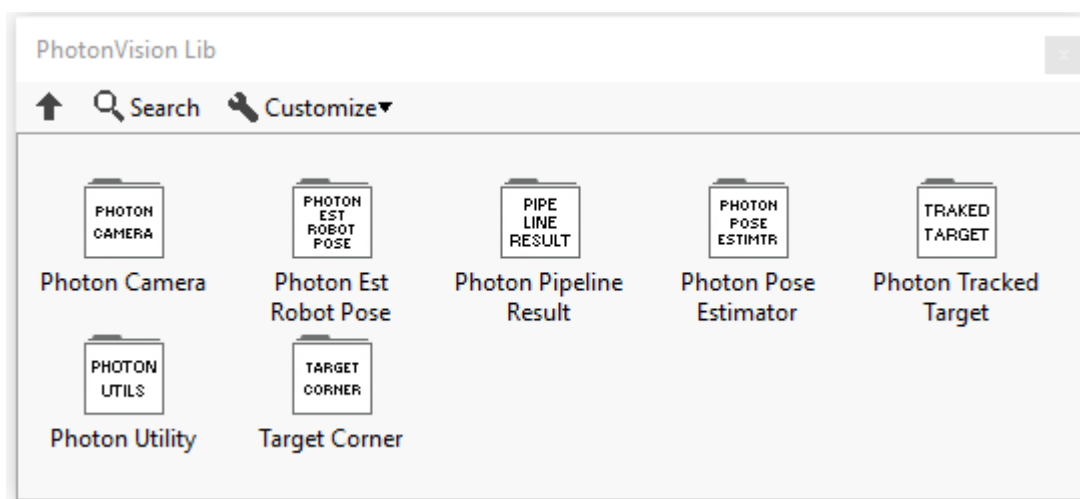 PhotonVision Lib
x
Search Customize▾
PHOTON
CAMERA
Photon Camera
PHOTON
EST
ROBOT
POSE
Photon Est
Robot Pose
PIPE
LINE
RESULT
Photon Pipeline
Result
PHOTON
POSE
ESTIMTR
Photon Pose
Estimator
TRAKED
TARGET
Photon Tracked
Target
PHOTON
UTILS
Photon Utility
TARGET
CORNER
Target Corner